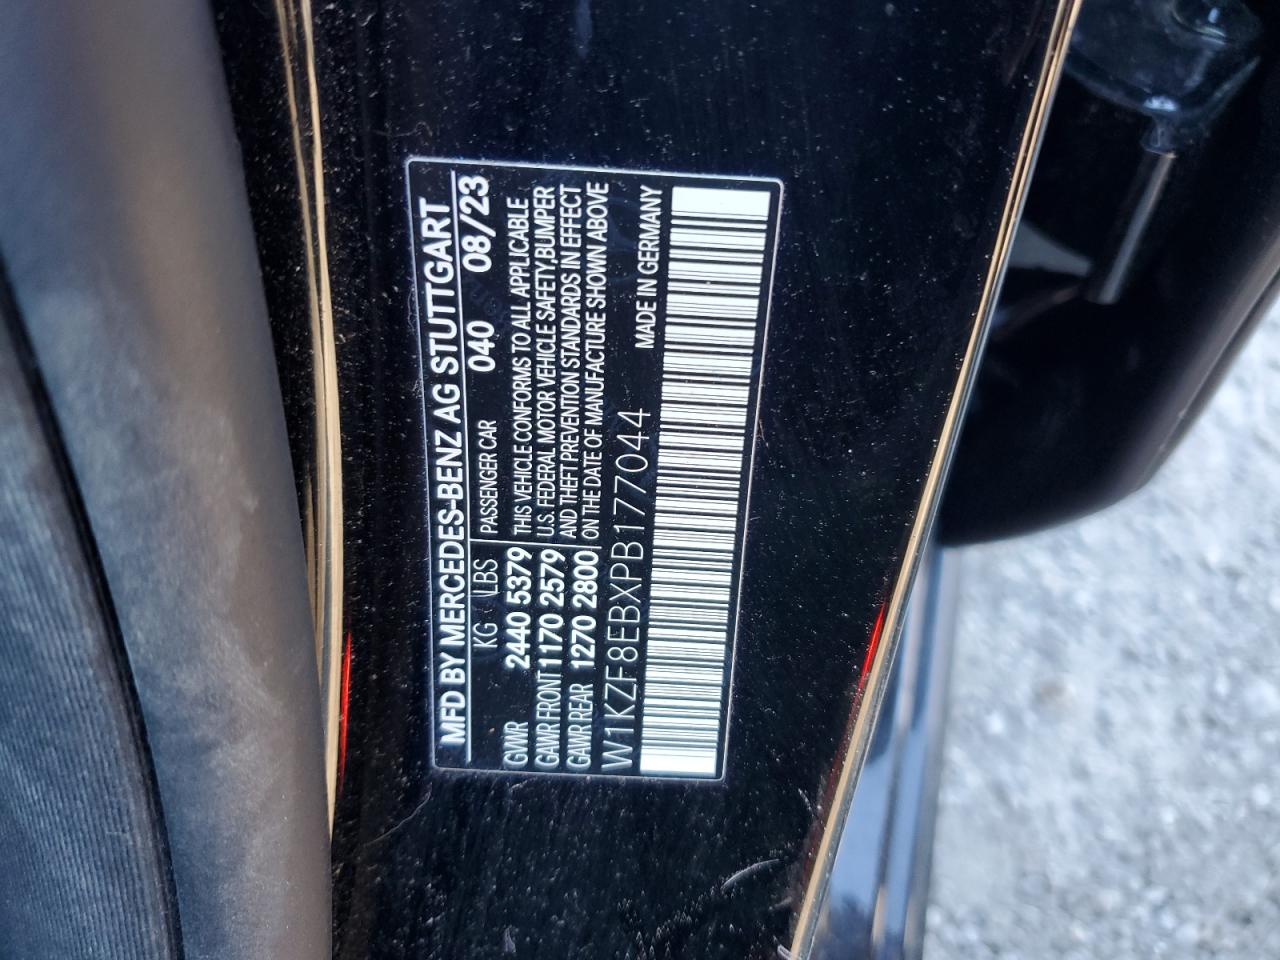 MFD BY MERCEDES-BENZ AG STUTTGART
KG LBS PASSENGER CAR 040 08/23
GVWR 2440 5379 THIS VEHICLE CONFORMS TO ALL APPLICABLE
GAWR FRONT 1170 2579 U.S. FEDERAL MOTOR VEHICLE SAFETY,BUMPER
GAWR REAR 1270 2800 AND THEFT PREVENTION STANDARDS IN EFFECT
ON THE DATE OF MANUFACTURE SHOWN ABOVE
W1KZF8EBXPB177044 MADE IN GERMANY